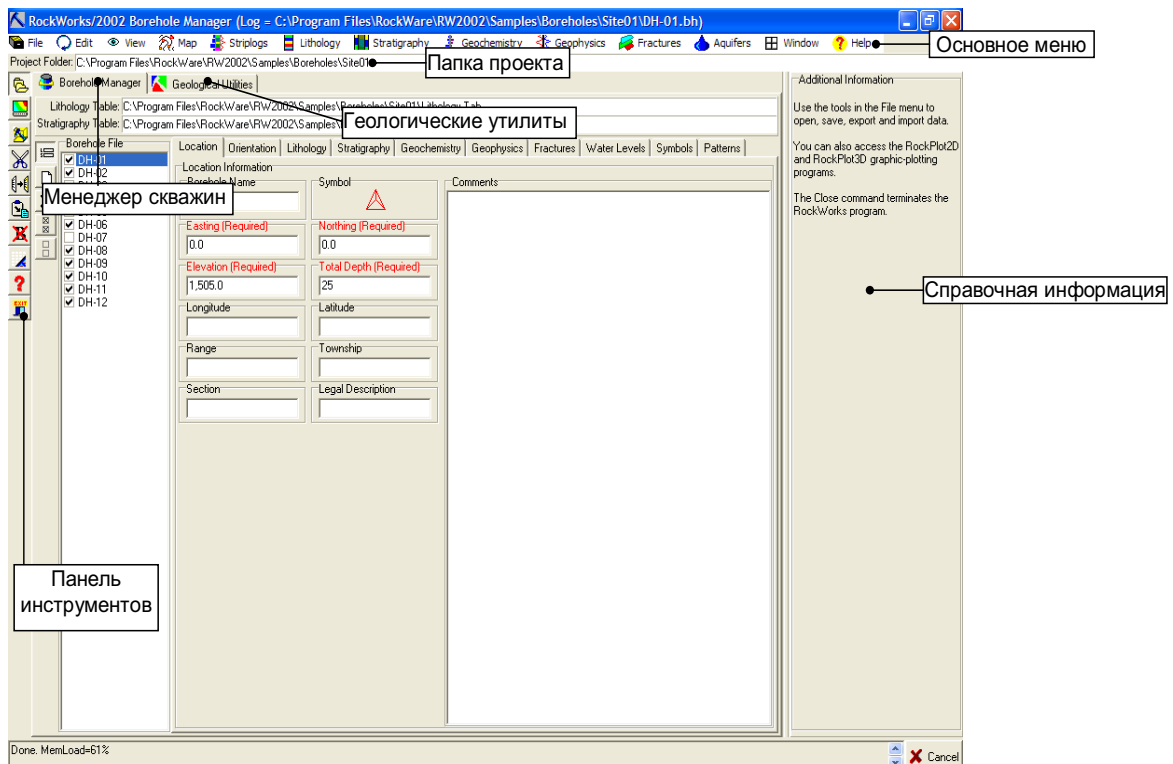 RockWorks/2002 Borehole Manager (Log = C:\Program Files\RockWare\RW2002\Samples\Boreholes\Site01\DH-01.bh)
File Edit View Map Striplogs Lithology Stratigraphy Geochemistry Geophysics Fractures Aquifers Window Help
Основное меню
Project Folder: C:\Program Files\RockWare\RW2002\Samples\Boreholes\Site01
Папка проекта
Borehole Manager Geological Utilities
Lithology Table: C:\Program Files\RockWare\RW2002\Samples\Boreholes\Site01\Lithology.Tab
Stratigraphy Table: C:\Program Files\RockWare\RW2002\Samples
Геологические утилиты
Borehole File
DH-01
DH-02
Менеджер скважин
DH-06
DH-07
DH-08
DH-09
DH-10
DH-11
DH-12
Location Orientation Lithology Stratigraphy Geochemistry Geophysics Fractures Water Levels Symbols Patterns
Location Information
Borehole Name Symbol Comments
Easting (Required) Northing (Required)
0.0 0.0
Elevation (Required) Total Depth (Required)
1,505.0 25
Longitude Latitude
Range Township
Section Legal Description
Additional Information
Use the tools in the File menu to
open, save, export and import data.
You can also access the RockPlot2D
and RockPlot3D graphic-plotting
programs.
The Close command terminates the
RockWorks program.
Справочная информация
EXIT
Панель
инструментов
Done. MemLoad=61%
Cancel